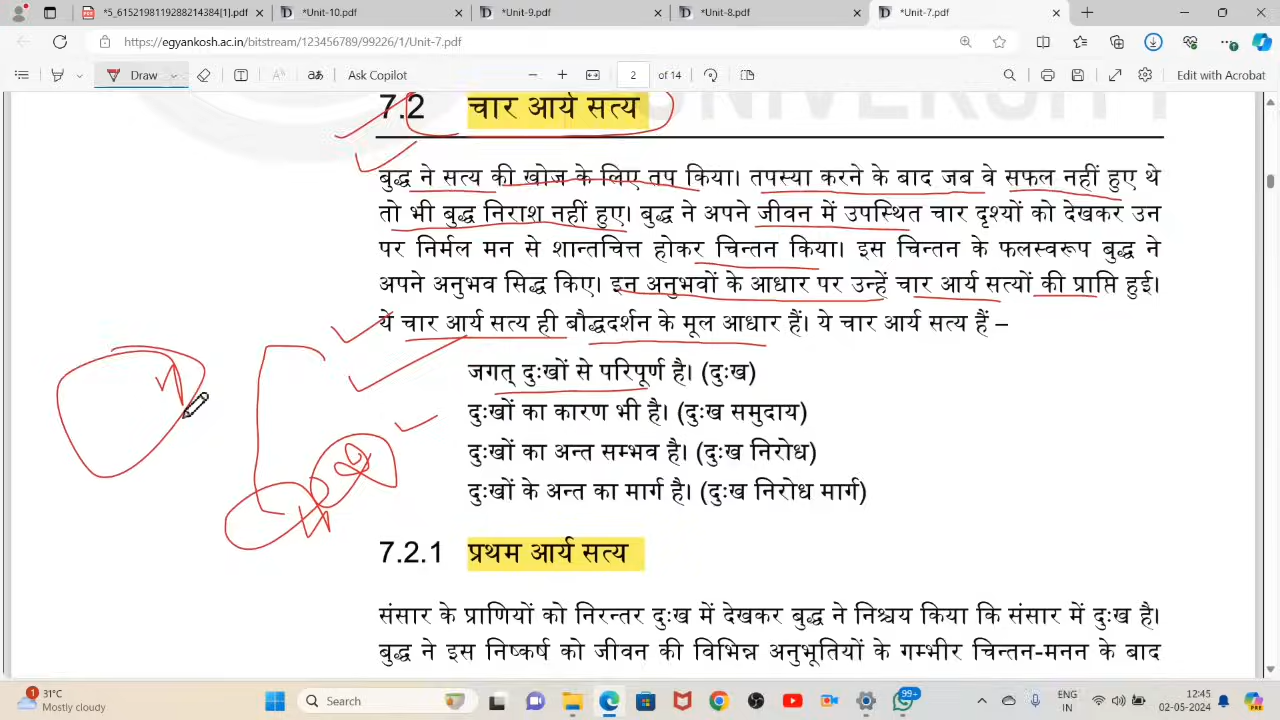 *5_6152198119288214384[1].pdf
*Unit-10.pdf
*Unit-9.pdf
*Unit-8.pdf
*Unit-7.pdf
https://egyankosh.ac.in/bitstream/123456789/99226/1/Unit-7.pdf
Draw
Ask Copilot
2 of 14
Edit with Acrobat
UNIVERSITY
7.2 चार आर्य सत्य
बुद्ध ने सत्य की खोज के लिए तप किया। तपस्या करने के बाद जब वे सफल नहीं हुए थे
तो भी बुद्ध निराश नहीं हुए। बुद्ध ने अपने जीवन में उपस्थित चार दृश्यों को देखकर उन
पर निर्मल मन से शान्तचित्त होकर चिन्तन किया। इस चिन्तन के फलस्वरूप बुद्ध ने
अपने अनुभव सिद्ध किए। इन अनुभवों के आधार पर उन्हें चार आर्य सत्यों की प्राप्ति हुई।
ये चार आर्य सत्य ही बौद्धदर्शन के मूल आधार हैं। ये चार आर्य सत्य हैं –
जगत् दुःखों से परिपूर्ण है। (दुःख)
दुःखों का कारण भी है। (दुःख समुदाय)
दुःखों का अन्त सम्भव है। (दुःख निरोध)
दुःखों के अन्त का मार्ग है। (दुःख निरोध मार्ग)
7.2.1 प्रथम आर्य सत्य
संसार के प्राणियों को निरन्तर दुःख में देखकर बुद्ध ने निश्चय किया कि संसार में दुःख है।
बुद्ध ने इस निष्कर्ष को जीवन की विभिन्न अनुभूतियों के गम्भीर चिन्तन-मनन के बाद
1
31°C
Mostly cloudy
Search
99+
ENG
IN
12:45
02-05-2024